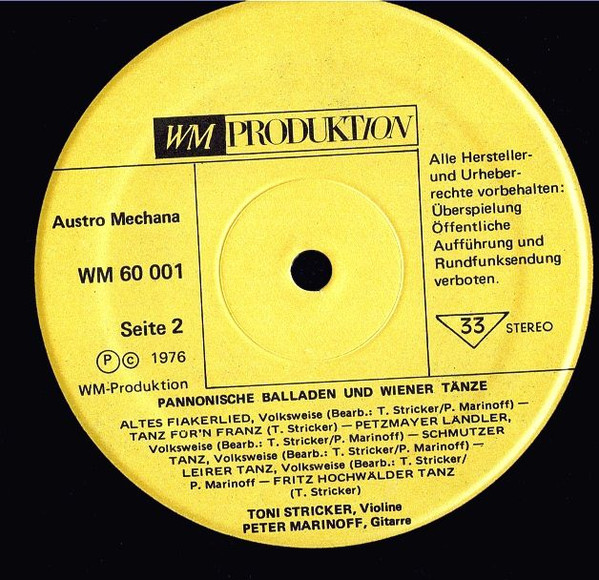 WM PRODUKTION
Austro Mechana
WM 60 001
Seite 2
Ⓟ © 1976
WM-Produktion
Alle Hersteller-
und Urheber-
rechte vorbehalten:
Überspielung
Öffentliche
Aufführung und
Rundfunksendung
verboten.
33 STEREO
PANNONISCHE BALLADEN UND WIENER TÄNZE
ALTES FIAKERLIED, Volksweise (Bearb.: T. Stricker/P. Marinoff) —
TANZ FÖR'N FRANZ (T. Stricker) — PETZMAYER LÄNDLER,
Volksweise (Bearb.: T. Stricker/P. Marinoff) — SCHMUTZER
TANZ, Volksweise (Bearb.: T. Stricker/P. Marinoff) —
LEIRER TANZ, Volksweise (Bearb.: T. Stricker/
P. Marinoff — FRITZ HOCHWÄLDER TANZ
(T. Stricker)
TONI STRICKER, Violine
PETER MARINOFF, Gitarre